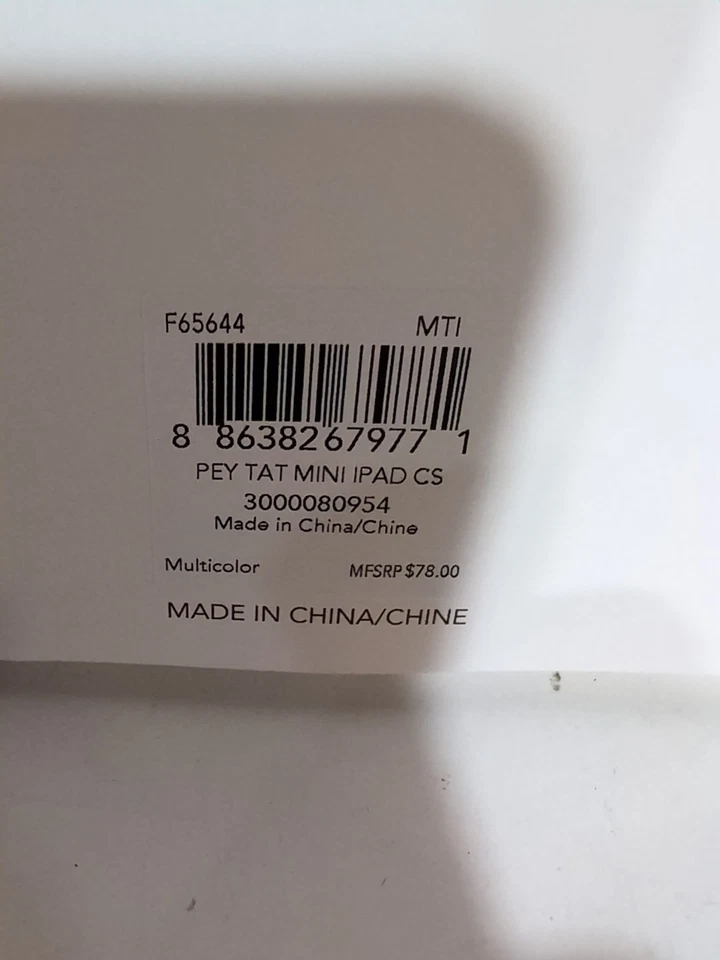 F65644 MTI
8 86382 67977 1
PEY TAT MINI IPAD CS
3000080954
Made in China/Chine
Multicolor MFSRP $78.00
MADE IN CHINA/CHINE